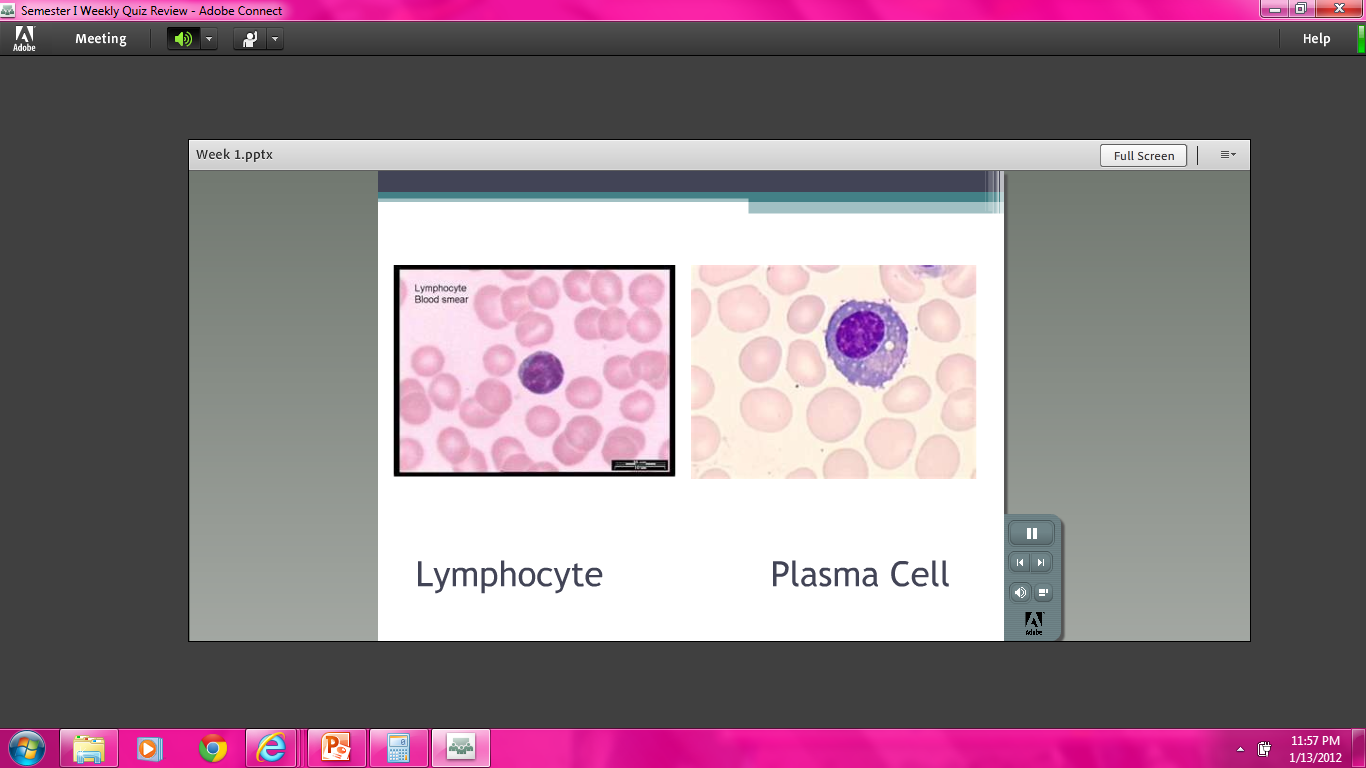 Semester I Weekly Quiz Review - Adobe Connect
Adobe
Meeting
Help
Week 1.pptx
Full Screen
Lymphocyte
Blood smear
Lymphocyte
Plasma Cell
Adobe
11:57 PM
1/13/2012